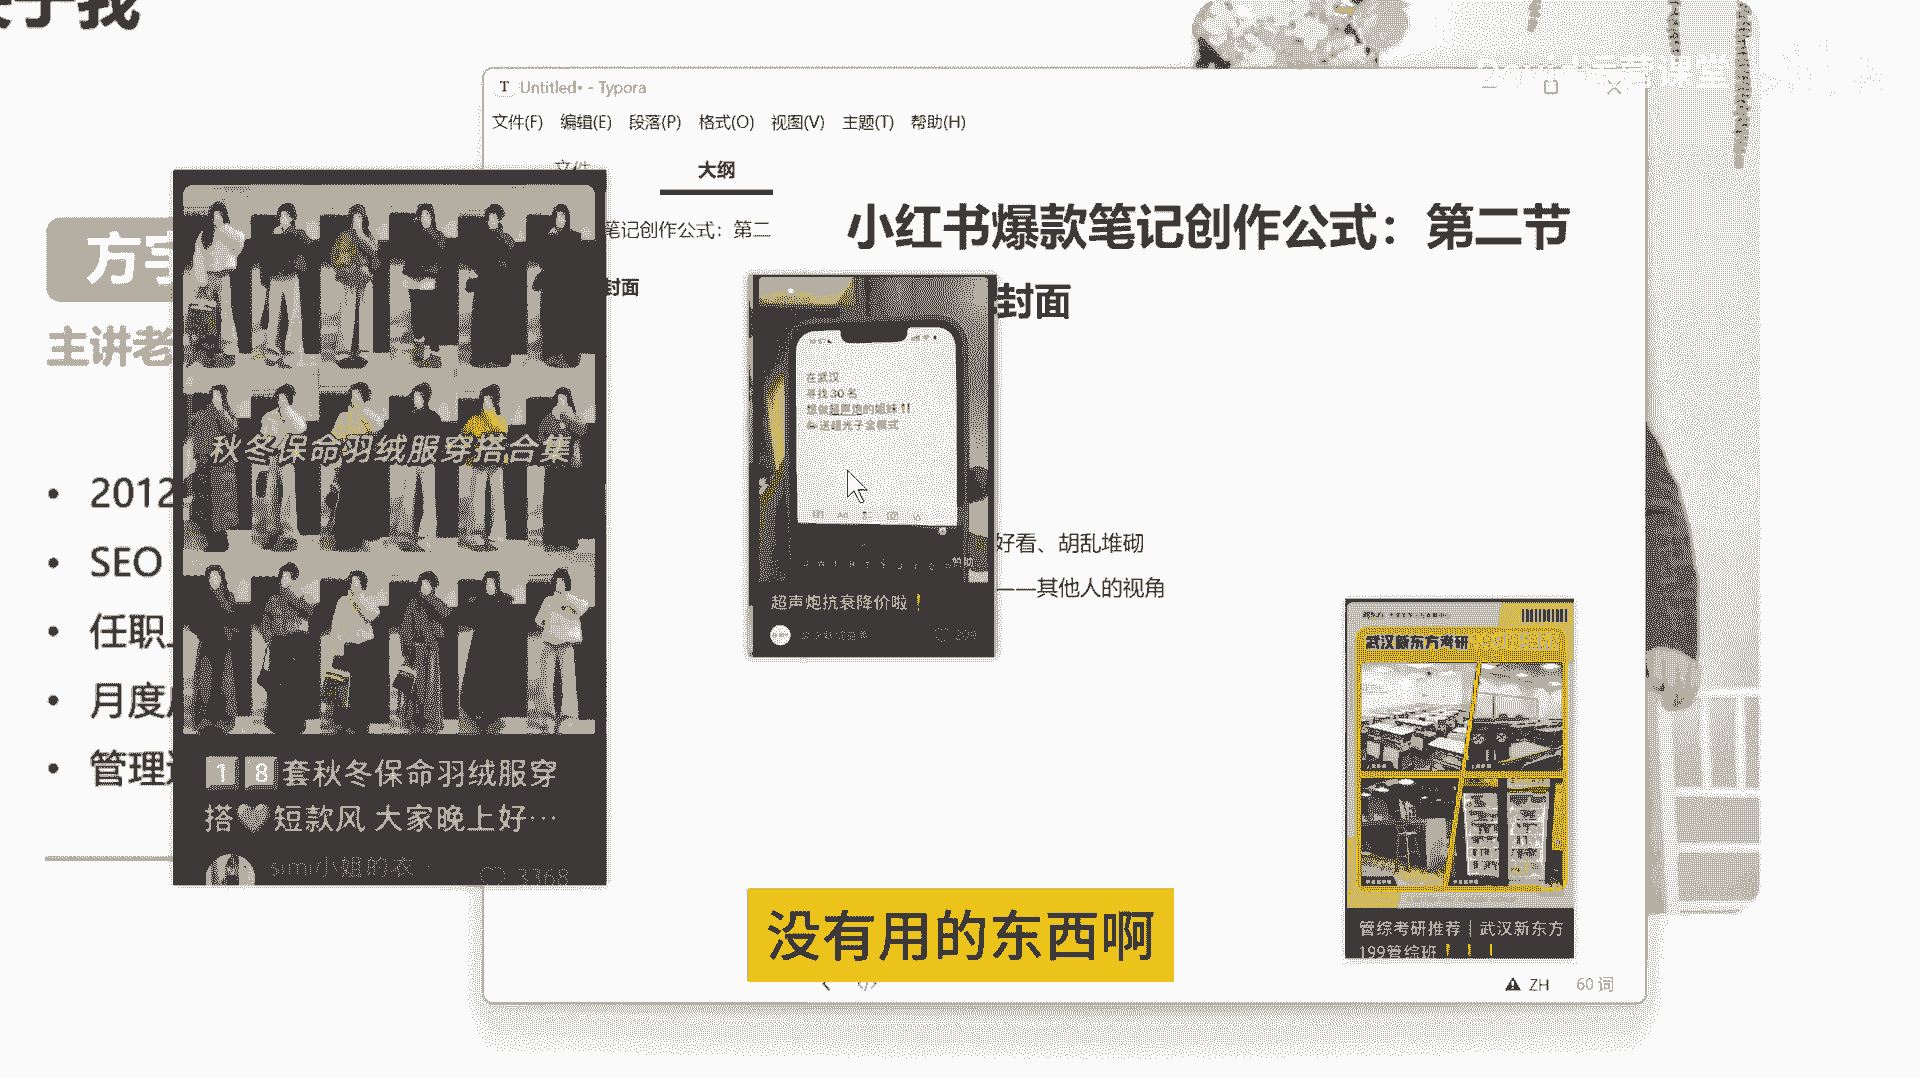 Untitled• - Typora
文件(F) 编辑(E) 段落(P) 格式(O) 视图(V) 主题(T) 帮助(H)
文件
大纲
笔记创作公式：第二
封面
小红书爆款笔记创作公式：第二节
封面
主讲老
2012
SEO
任职
月度
管理
秋冬保命羽绒服穿搭合集
18套秋冬保命羽绒服穿
搭🤎短款风 大家晚上好…
simi小姐的衣
3368
在武汉
寻找30名
想做超声炮的姐妹‼️
送超光子全模式
赞助
超声炮抗衰降价啦❗
209
好看、胡乱堆砌
——其他人的视角
武汉新东方考研
管综考研推荐｜武汉新东方
199管综班❗❗❗
没有用的东西啊
ZH
60 词